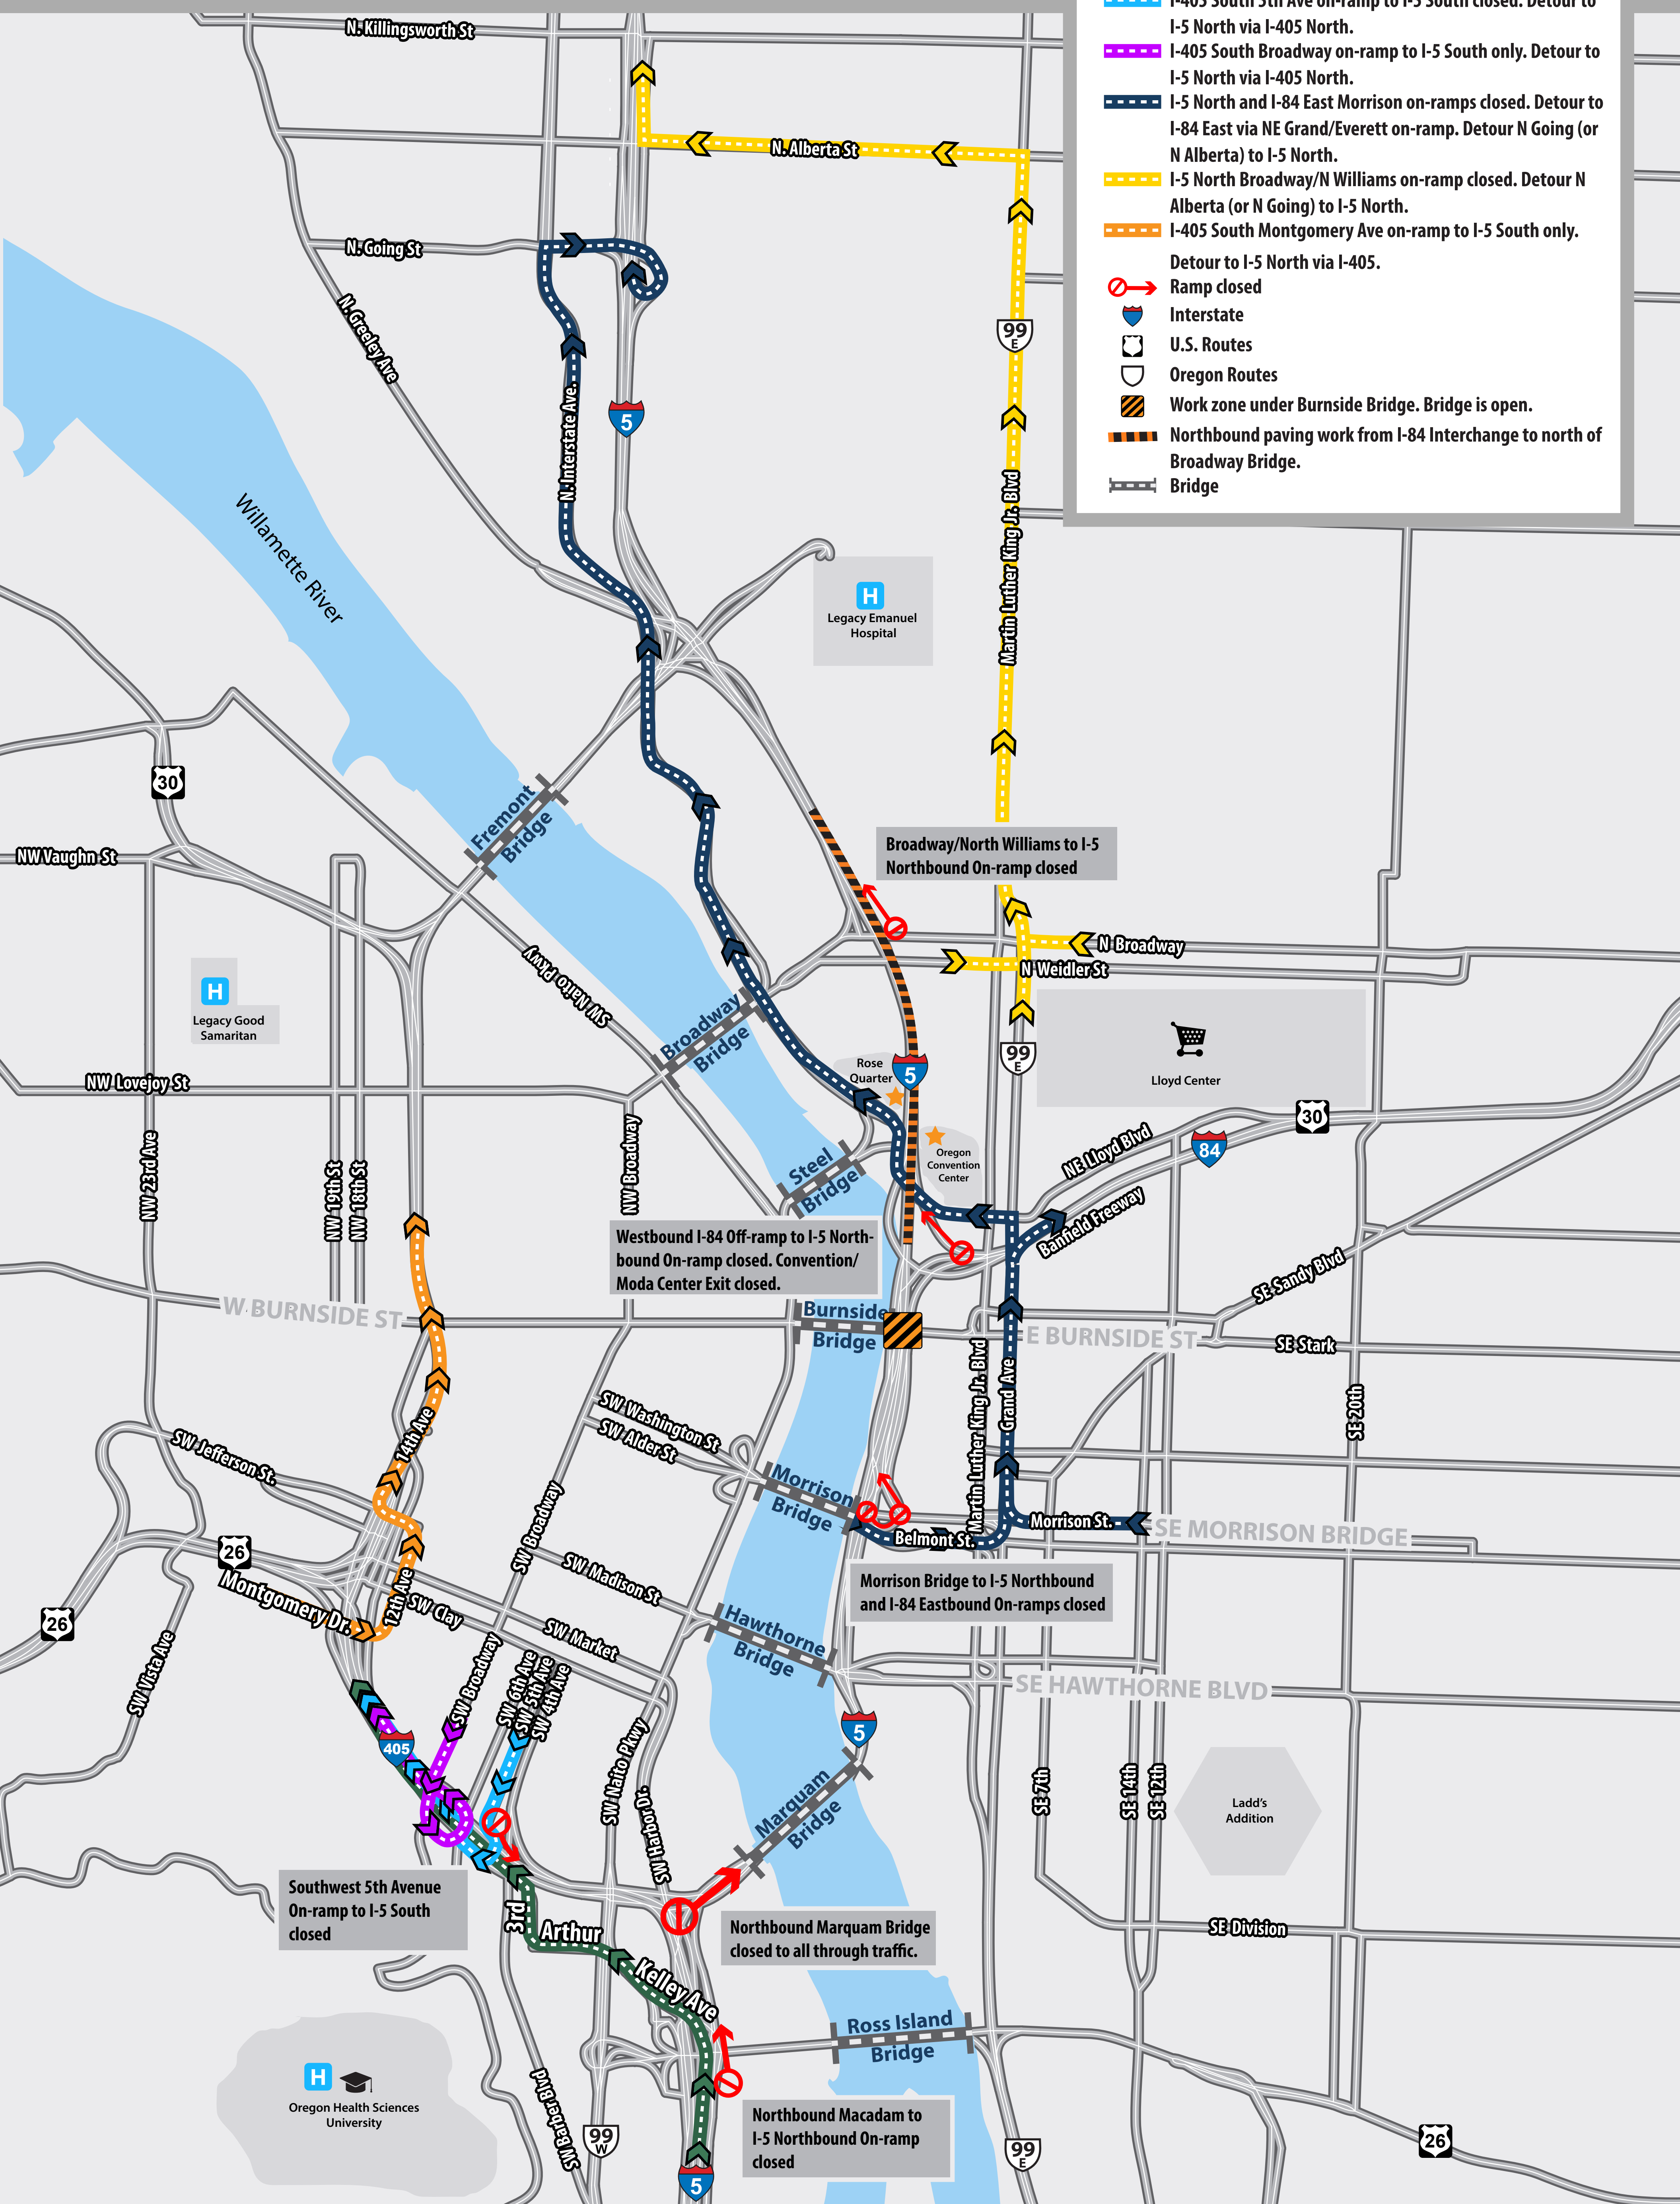 I-405 South 5th Ave on-ramp to I-5 South closed. Detour to
I-5 North via I-405 North.
I-405 South Broadway on-ramp to I-5 South only. Detour to
I-5 North via I-405 North.
I-5 North and I-84 East Morrison on-ramps closed. Detour to
I-84 East via NE Grand/Everett on-ramp. Detour N Going (or
N Alberta) to I-5 North.
I-5 North Broadway/N Williams on-ramp closed. Detour N
Alberta (or N Going) to I-5 North.
I-405 South Montgomery Ave on-ramp to I-5 South only.
Detour to I-5 North via I-405.
Ramp closed
Interstate
U.S. Routes
Oregon Routes
Work zone under Burnside Bridge. Bridge is open.
Northbound paving work from I-84 Interchange to north of
Broadway Bridge.
Bridge
N. Killingsworth St
N. Alberta St
N. Going St
N. Greeley Ave
99
E
5
N. Interstate Ave.
Martin Luther King Jr. Blvd
Willamette River
H
Legacy Emanuel
Hospital
30
Fremont
Bridge
NW Vaughn St
Broadway/North Williams to I-5
Northbound On-ramp closed
N Broadway
N Weidler St
SW Naito Pkwy
H
Legacy Good
Samaritan
Broadway
Bridge
Rose
Quarter
5
99
E
Lloyd Center
NW Lovejoy St
30
84
NE Lloyd Blvd
Banfield Freeway
Oregon
Convention
Center
Steel
Bridge
NW 23rd Ave
NW 19th St
NW 18th St
NW Broadway
Westbound I-84 Off-ramp to I-5 North-
bound On-ramp closed. Convention/
Moda Center Exit closed.
SE Sandy Blvd
W BURNSIDE ST
Burnside
Bridge
E BURNSIDE ST
SE Stark
Martin Luther King Jr. Blvd
Grand Ave
SE 20th
SW Washington St
SW Alder St
14th Ave
SW Jefferson St.
Morrison
Bridge
Belmont St.
Morrison St.
SE MORRISON BRIDGE
SW Broadway
26
Montgomery Dr.
12th Ave
SW Clay
SW Madison St
Morrison Bridge to I-5 Northbound
and I-84 Eastbound On-ramps closed
26
SW Market
Hawthorne
Bridge
SW Vista Ave
SW Broadway
SW 6th Ave
SW 5th Ave
SW 4th Ave
SE HAWTHORNE BLVD
5
405
SW Naito Pkwy
SW Harbor Dr.
Marquam
Bridge
SE 7th
SE 14th
SE 12th
Ladd's
Addition
Southwest 5th Avenue
On-ramp to I-5 South
closed
3rd
Arthur
Kelley Ave
Northbound Marquam Bridge
closed to all through traffic.
SE Division
Ross Island
Bridge
H
Oregon Health Sciences
University
SW Barber Blvd
99
W
Northbound Macadam to
I-5 Northbound On-ramp
closed
99
E
26
5